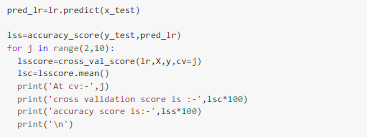 pred_lr=lr.predict(x_test)
lss=accuracy_score(y_test,pred_lr)
for j in range(2,10):
lsscore=cross_val_score(lr,X,y,cv=j)
lsc=lsscore.mean()
print('At cv:-',j)
print('cross validation score is :-',lsc*100)
print('accuracy score is:-',lss*100)
print('\n')